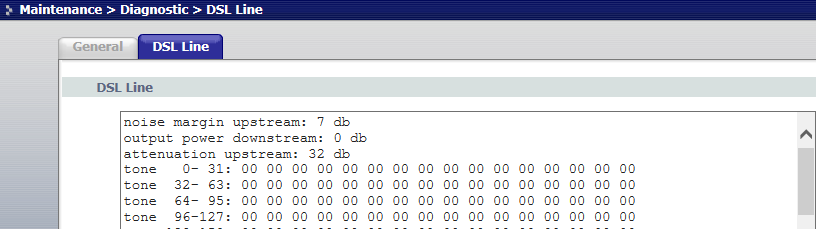 Maintenance > Diagnostic > DSL Line
General DSL Line
DSL Line
noise margin upstream: 7 db
output power downstream: 0 db
attenuation upstream: 32 db
tone   0- 31: 00 00 00 00 00 00 00 00 00 00 00 00 00 00 00 00
tone  32- 63: 00 00 00 00 00 00 00 00 00 00 00 00 00 00 00 00
tone  64- 95: 00 00 00 00 00 00 00 00 00 00 00 00 00 00 00 00
tone  96-127: 00 00 00 00 00 00 00 00 00 00 00 00 00 00 00 00